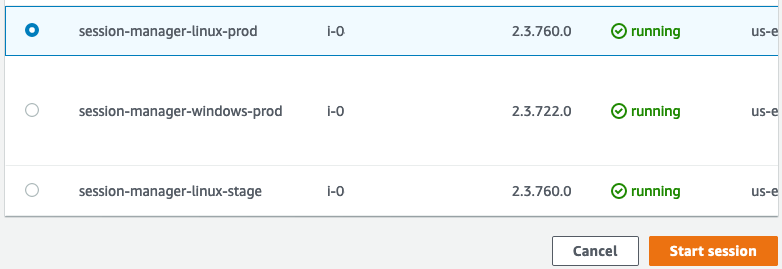 session-manager-linux-prod i-0 2.3.760.0 running us-e
session-manager-windows-prod i-0 2.3.722.0 running us-e
session-manager-linux-stage i-0 2.3.760.0 running us-e
Cancel Start session